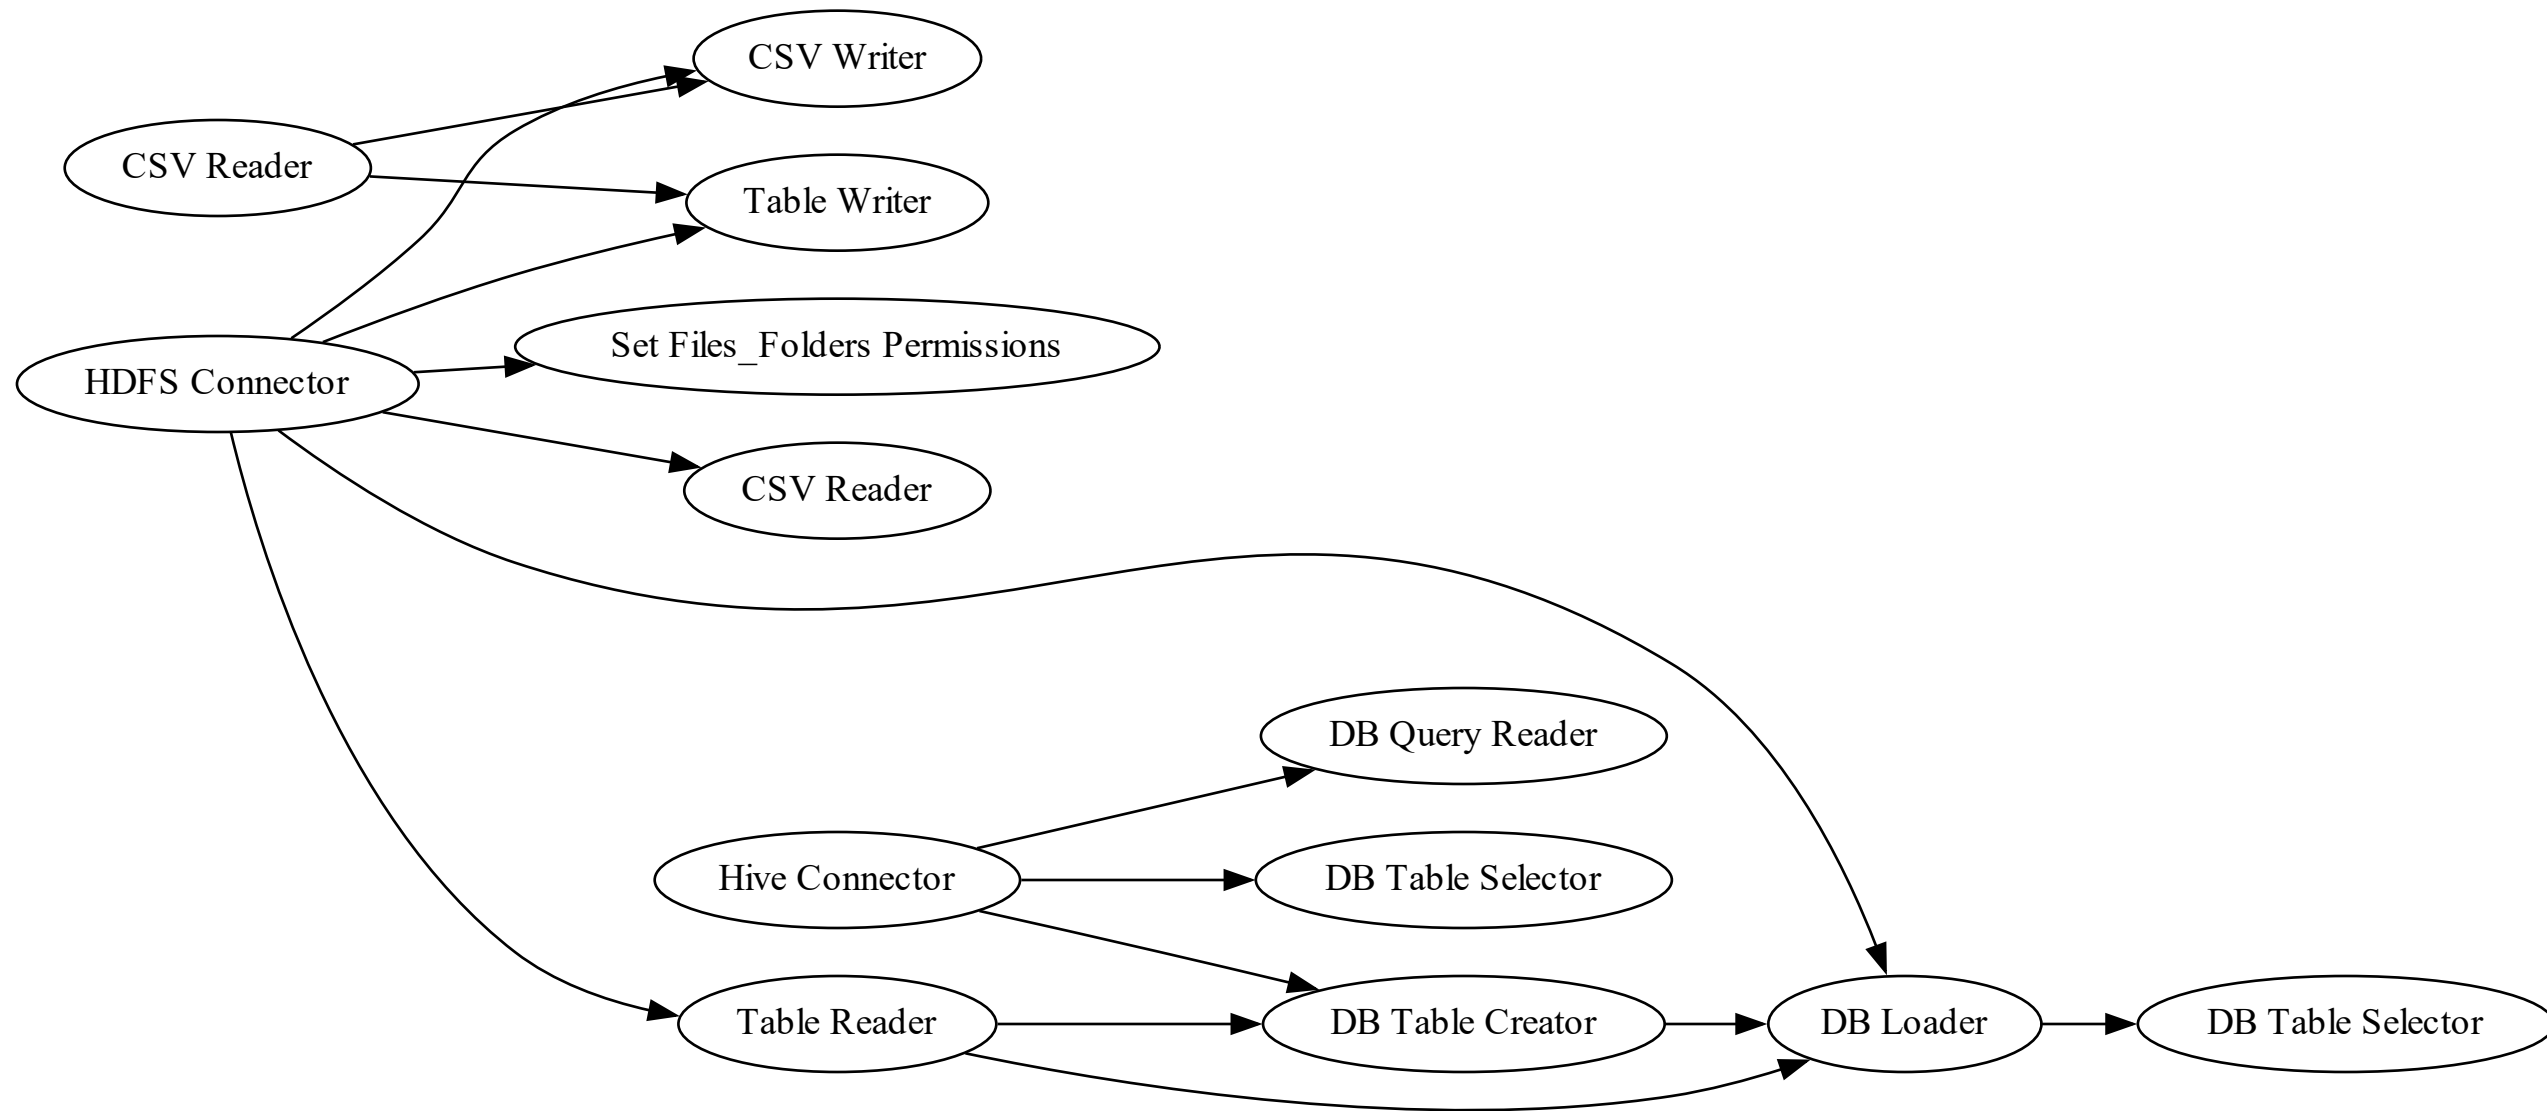 CSV Writer
CSV Reader
Table Writer
Set Files_Folders Permissions
HDFS Connector
CSV Reader
DB Query Reader
Hive Connector
DB Table Selector
Table Reader
DB Table Creator
DB Loader
DB Table Selector